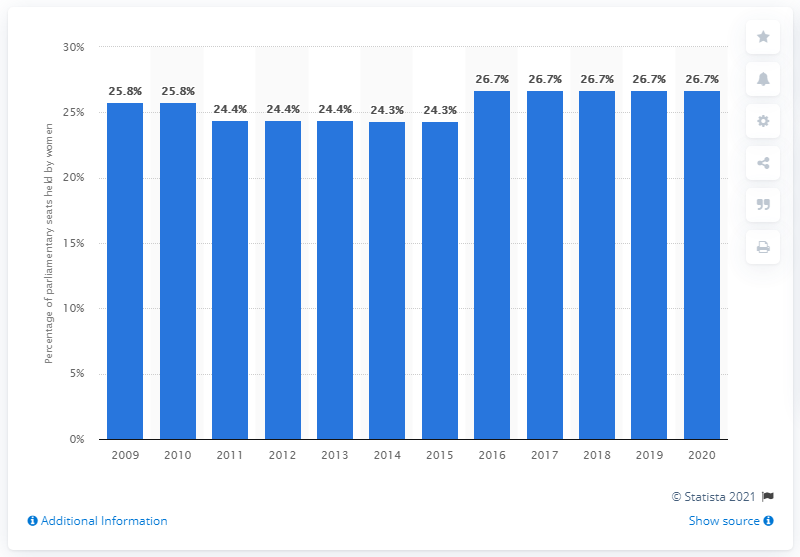 30%
25%
20%
15%
10%
5%
0%
Percentage of parliamentary seats held by women
25.8% 25.8% 24.4% 24.4% 24.4% 24.3% 24.3% 26.7% 26.7% 26.7% 26.7% 26.7%
2009 2010 2011 2012 2013 2014 2015 2016 2017 2018 2019 2020
© Statista 2021
Additional Information
Show source